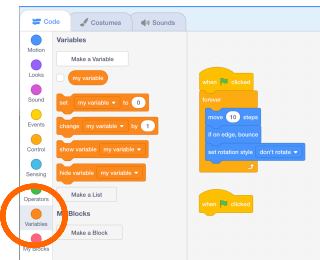 Code
Costumes
Sounds
Motion
Looks
Sound
Events
Control
Sensing
Operators
Variables
My Blocks
Variables
Make a Variable
my variable
set my variable to 0
change my variable by 1
show variable my variable
hide variable my variable
Make a List
My Blocks
Make a Block
when clicked
forever
move 10 steps
if on edge, bounce
set rotation style don't rotate
when clicked